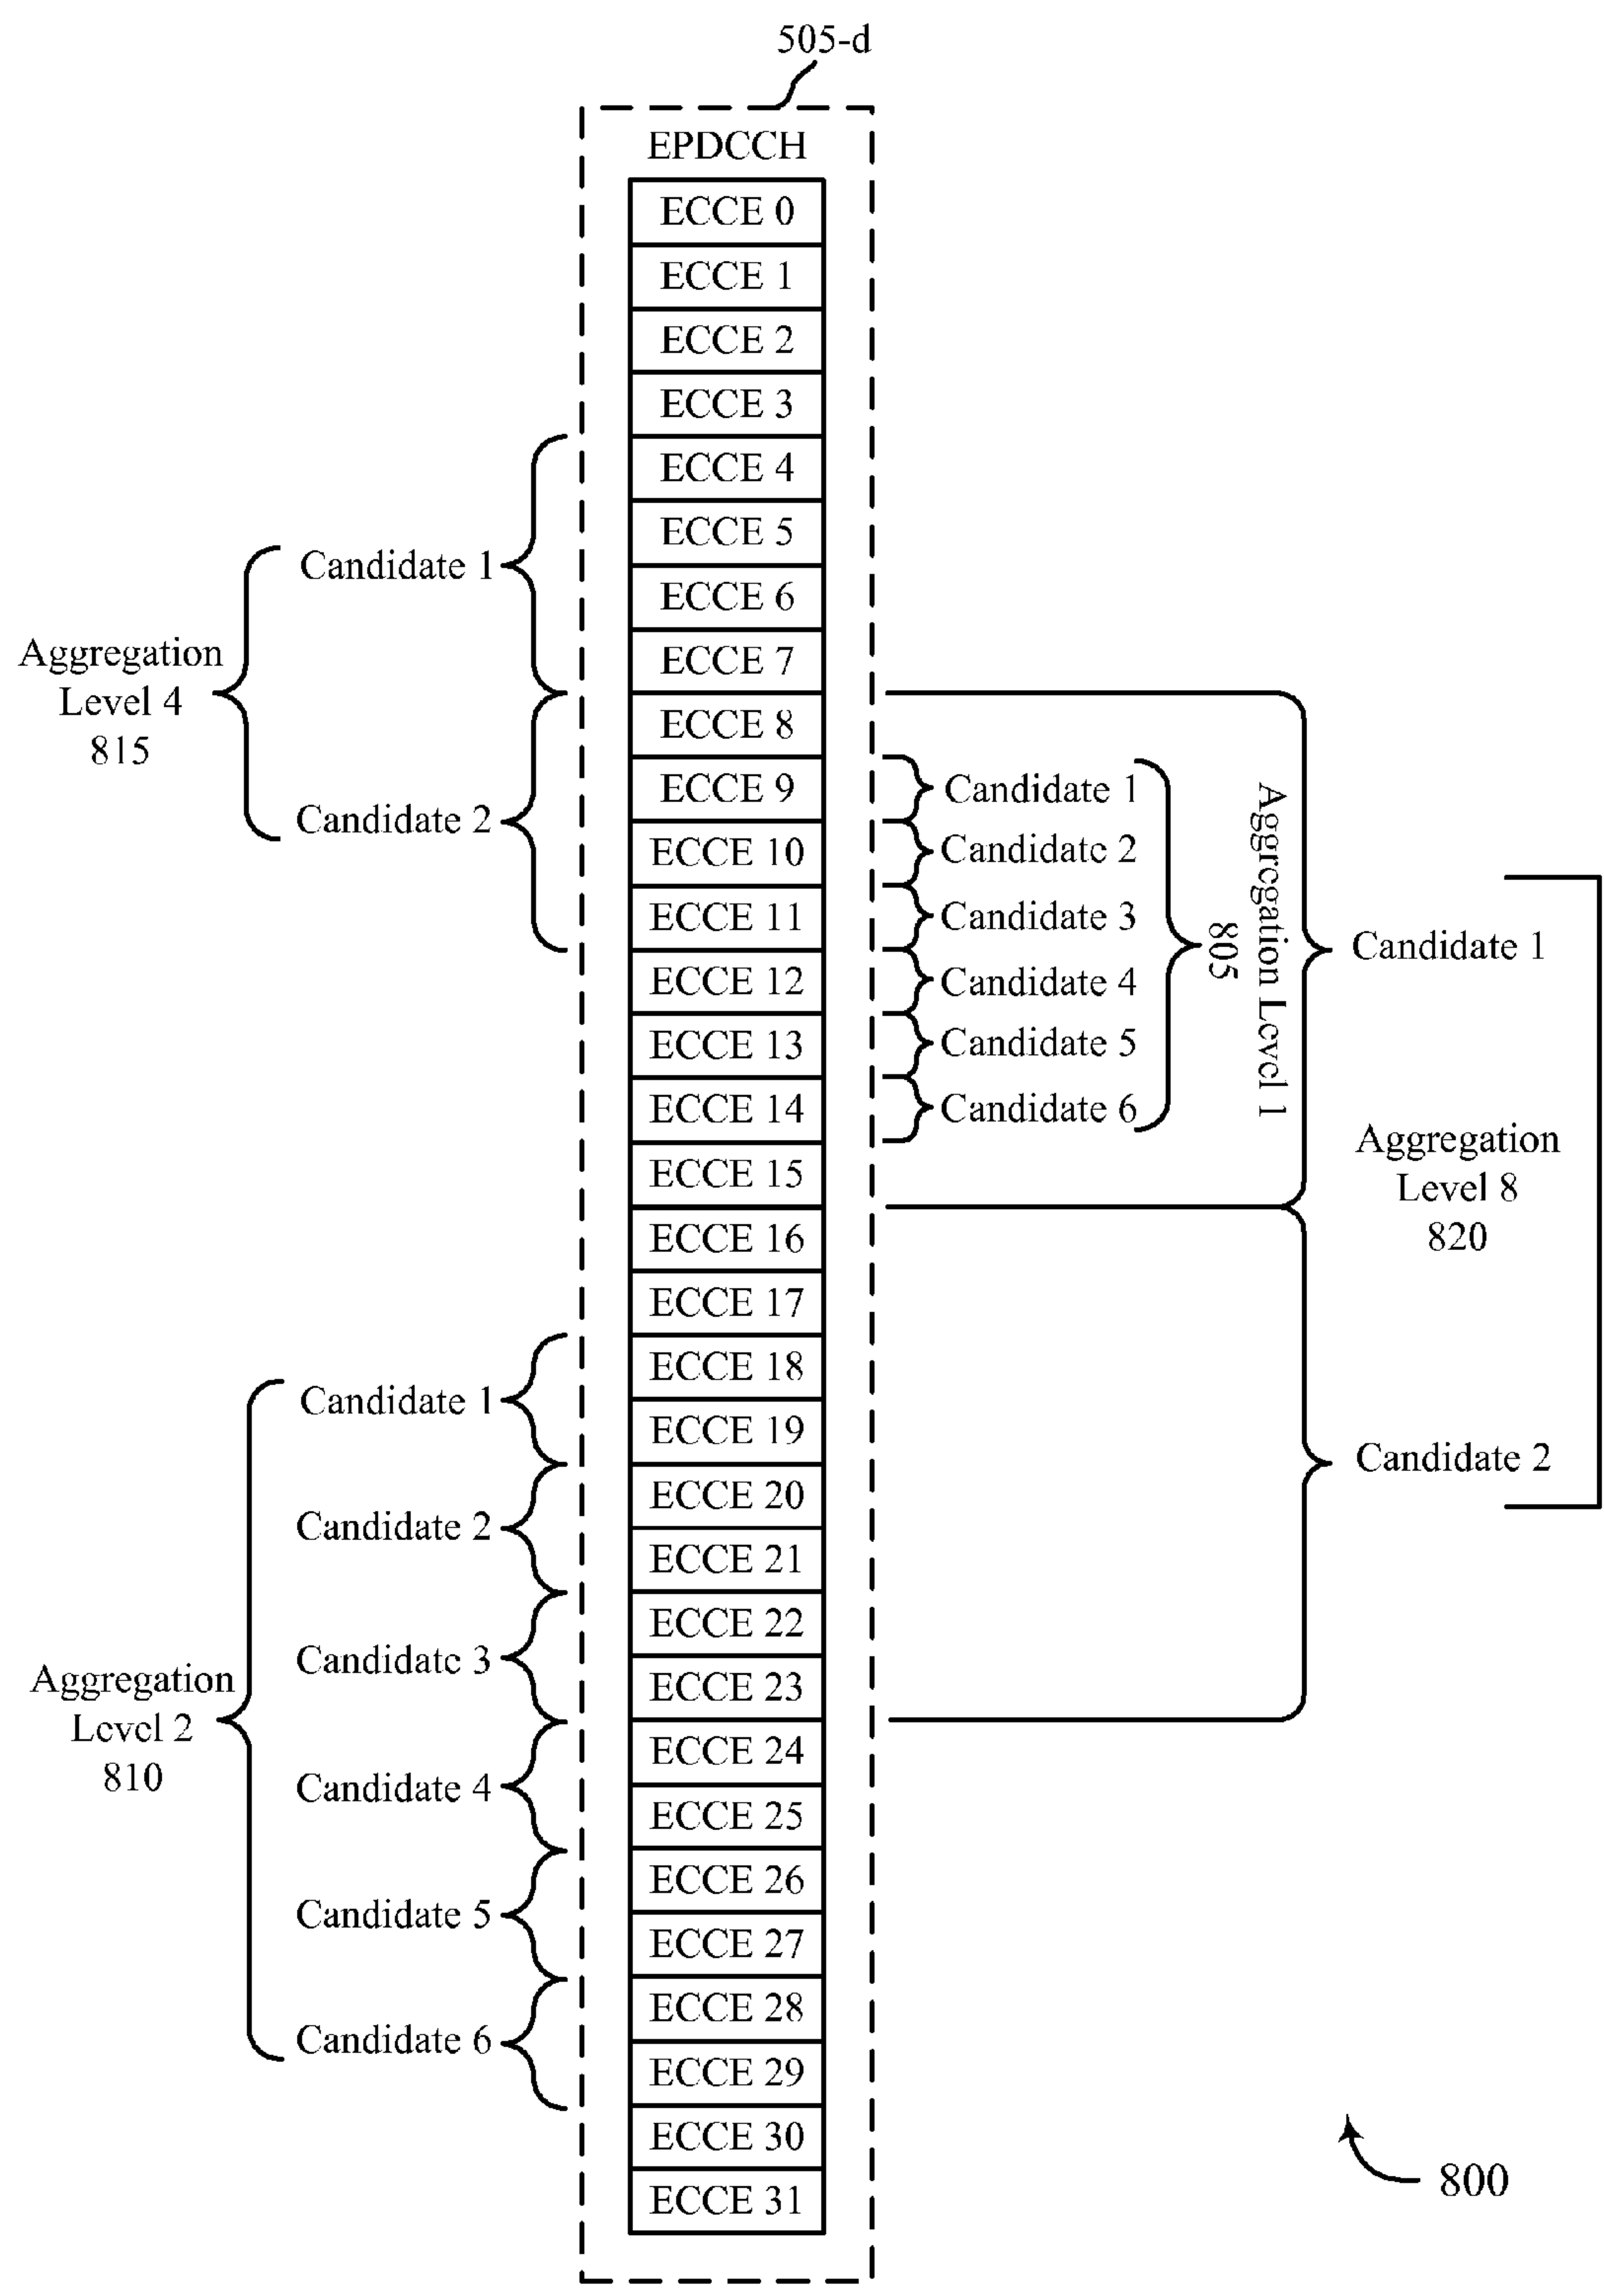 505-d
EPDCCH
ECCE 0
ECCE 1
ECCE 2
ECCE 3
ECCE 4
ECCE 5
ECCE 6
ECCE 7
ECCE 8
ECCE 9
ECCE 10
ECCE 11
ECCE 12
ECCE 13
ECCE 14
ECCE 15
ECCE 16
ECCE 17
ECCE 18
ECCE 19
ECCE 20
ECCE 21
ECCE 22
ECCE 23
ECCE 24
ECCE 25
ECCE 26
ECCE 27
ECCE 28
ECCE 29
ECCE 30
ECCE 31
Aggregation
Level 4
815
Candidate 1
Candidate 2
Aggregation
Level 2
810
Candidate 1
Candidate 2
Candidate 3
Candidate 4
Candidate 5
Candidate 6
Candidate 1
Candidate 2
Candidate 3
Candidate 4
Candidate 5
Candidate 6
Aggregation Level 1
805
Candidate 1
Aggregation
Level 8
820
Candidate 2
800